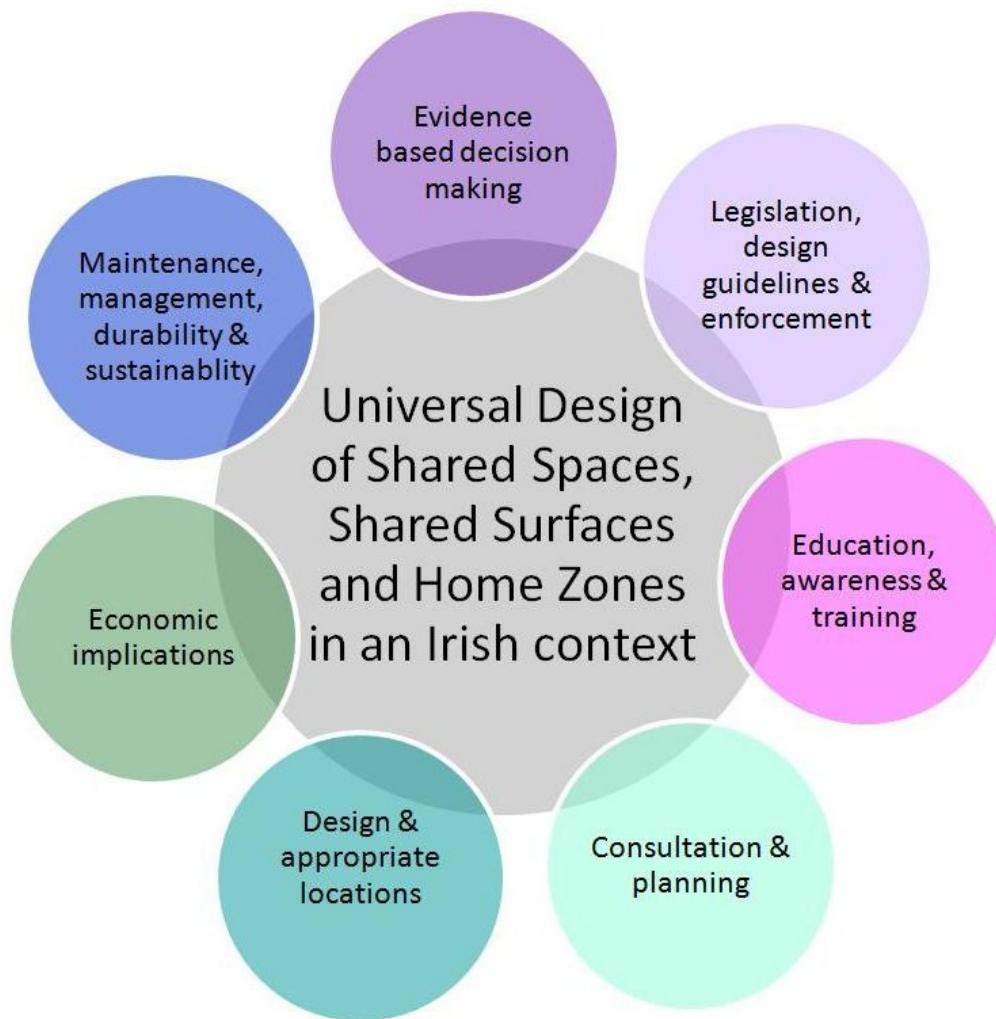 Evidence
based decision
making
Legislation,
design
guidelines &
enforcement
Maintenance,
management,
durability &
sustainablity
Universal Design
of Shared Spaces,
Shared Surfaces
and Home Zones
in an Irish context
Education,
awareness &
training
Economic
implications
Design &
appropriate
locations
Consultation &
planning